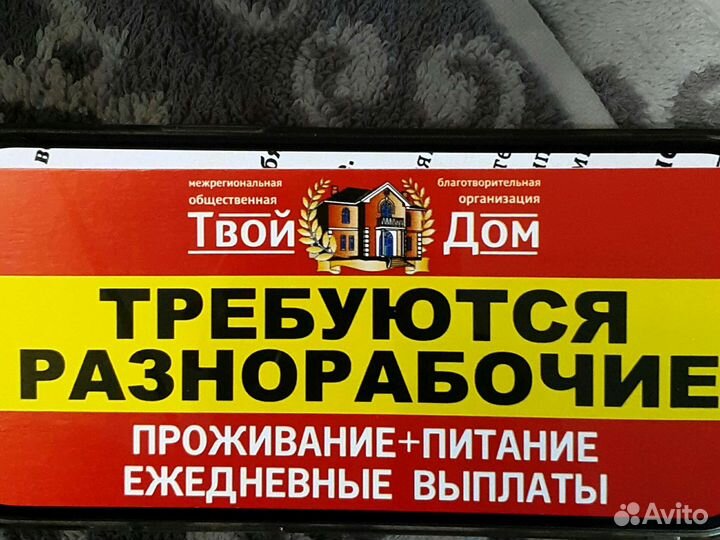 межрегиональная благотворительная
общественная организация
ТВОЙ ДОМ
ТРЕБУЮТСЯ
РАЗНОРАБОЧИЕ
ПРОЖИВАНИЕ+ПИТАНИЕ
ЕЖЕДНЕВНЫЕ ВЫПЛАТЫ
Avito